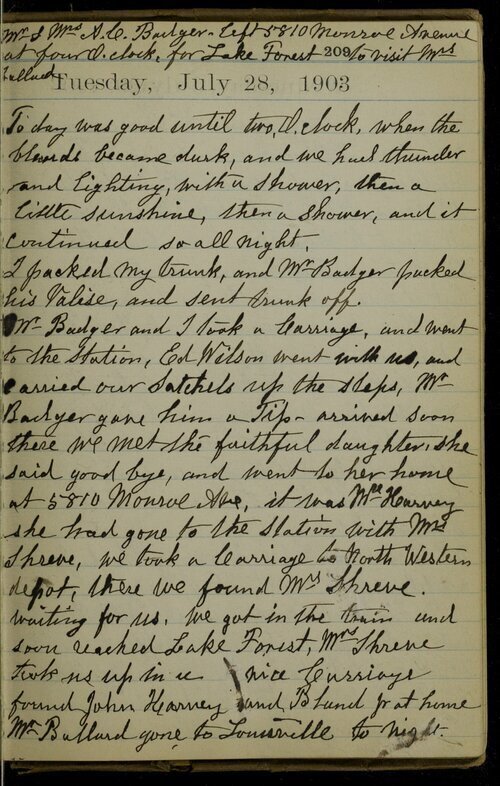 Mr & Mrs A.C. Badger - Left 5810 Monroe Avenue
at four O.clock, for Lake Forest 209 to visit Mrs
Ballard
Tuesday, July 28, 1903
To day was good until two, O.clock, when the
clouds became dark, and we had thunder
and lighting, with a shower, then a
little sunshine, then a shower, and it
continued so all night.
I packed my trunk, and Mr Badger packed
his Valise, and sent trunk off.
Mr Badger and I took a Carriage, and went
to the Station, Ed Wilson went with us, and
carried our Satchels up the steps, Mr
Badger gave him a Tip - arrived soon
there we met the faithful daughter, she
said good bye, and went to her home
at 5810 Monroe Ave, it was Harvey
she had gone to the Station with Mrs
Shreve, we took a Carriage to North Western
depot, there we found Mrs Shreve.
waiting for us, we got in the train and
soon reached Lake Forest, Mrs Shreve
took us up in a nice Carriage
found John Harvey and Bland Jr at home
Mr Ballard gone to Louisville to night.